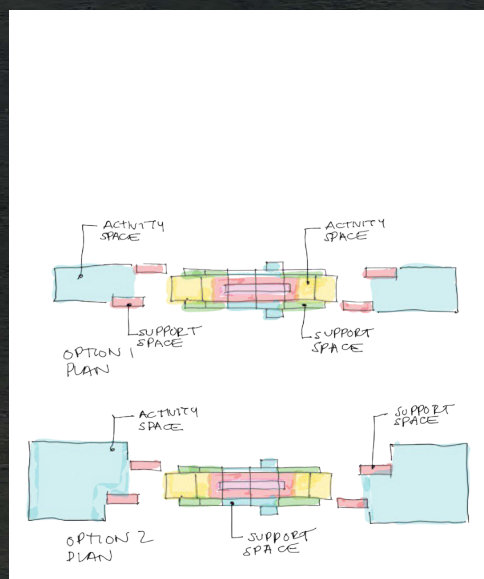 ACTIVITY
SPACE
ACTIVITY
SPACE
SUPPORT
SPACE
SUPPORT
SPACE
OPTION 1
PLAN
ACTIVITY
SPACE
SUPPORT
SPACE
OPTION 2
PLAN
SUPPORT
SPACE